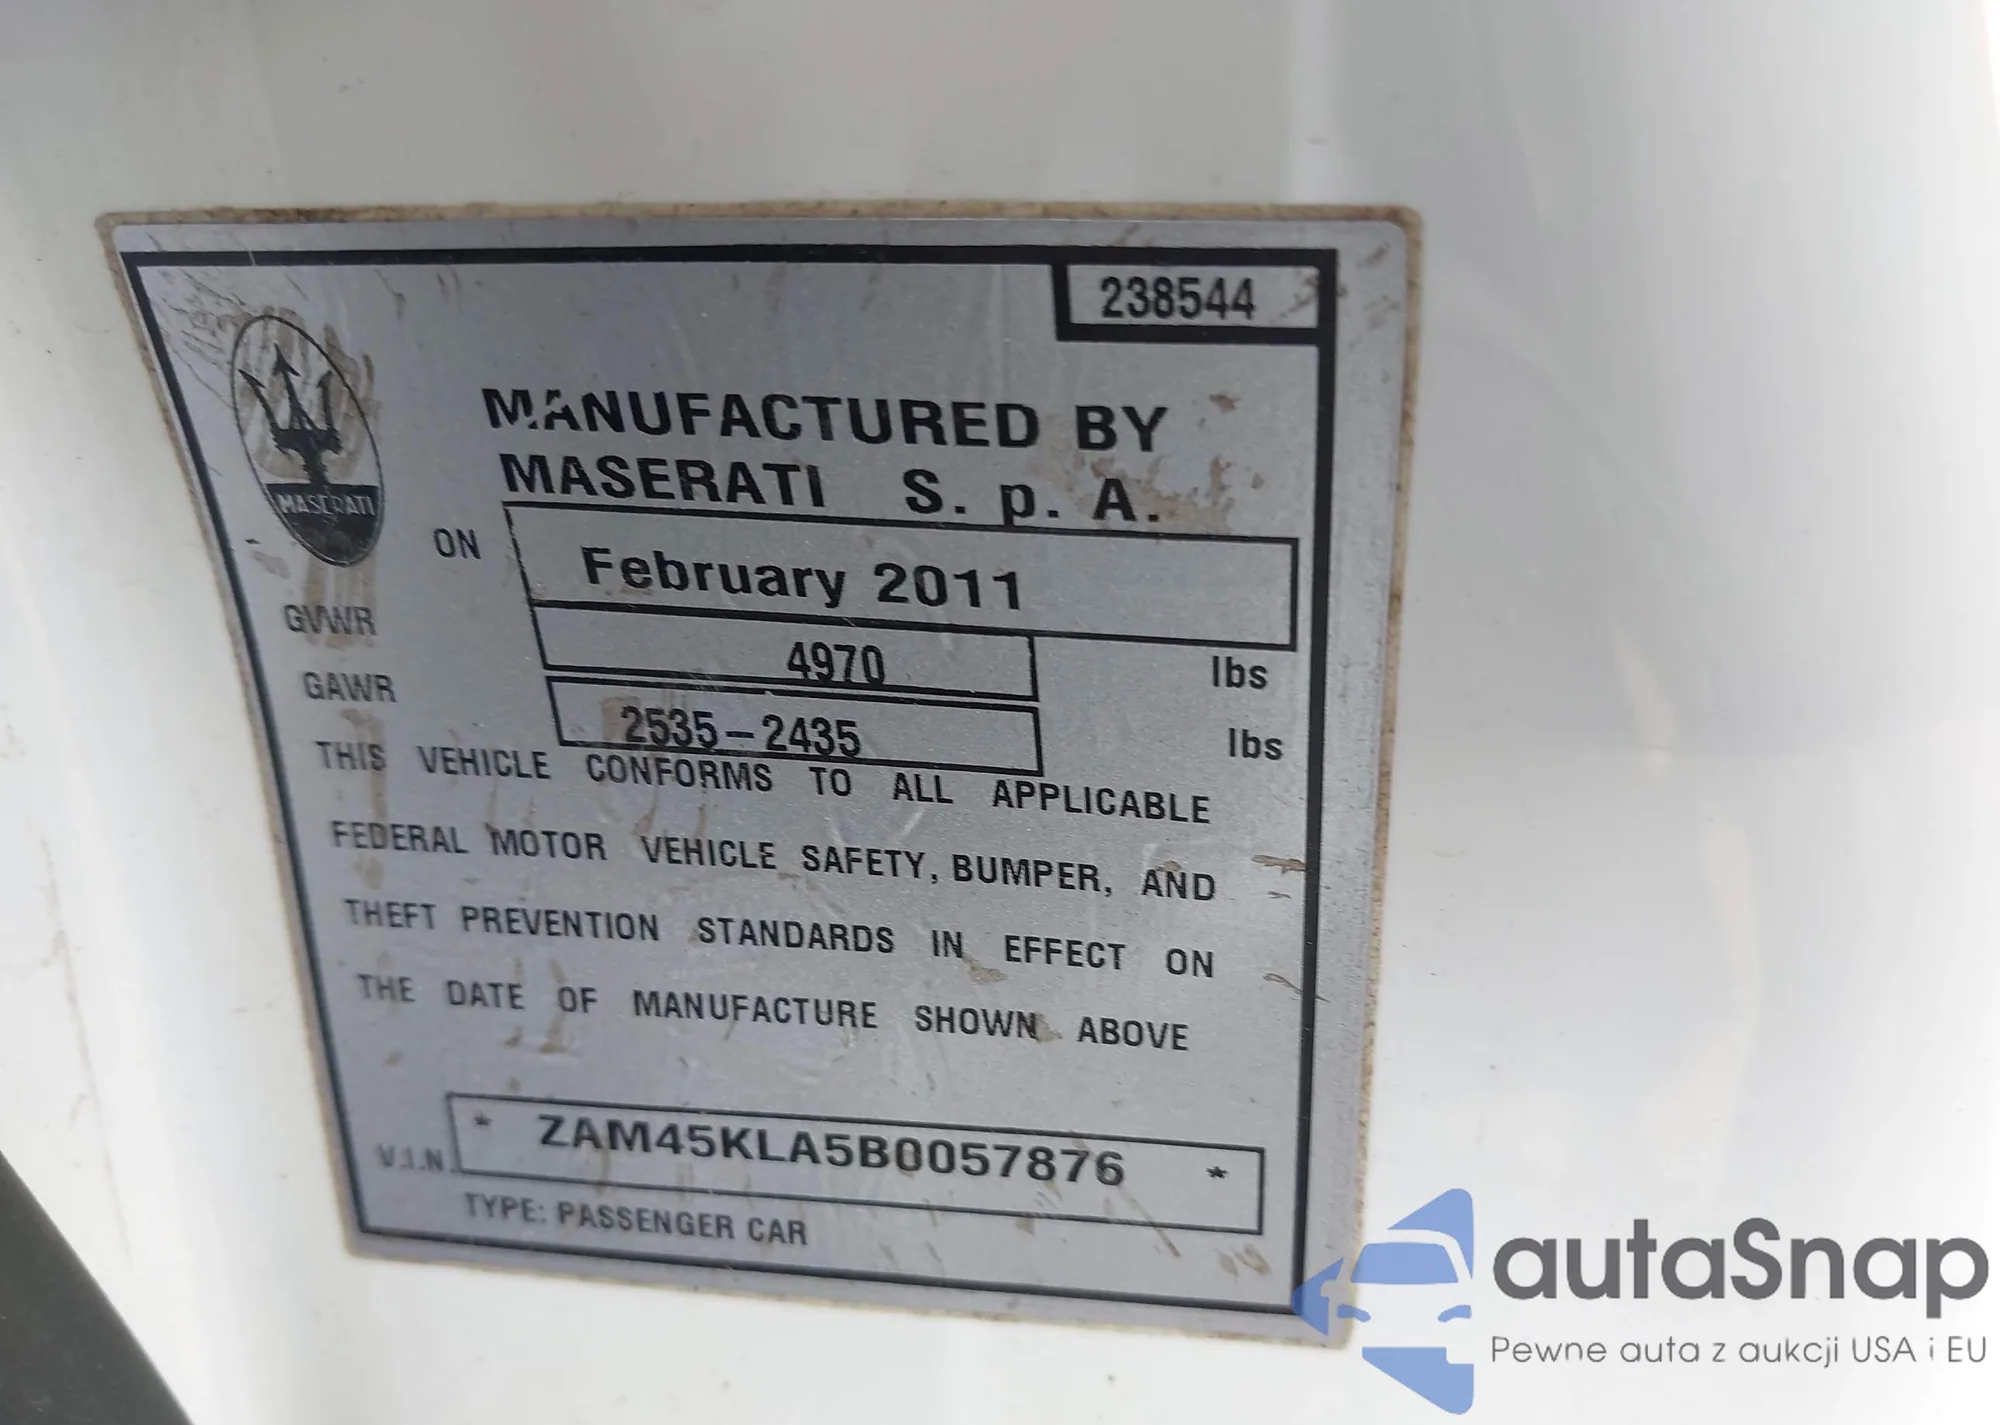 238544
MANUFACTURED BY
MASERATI S. p. A.
MASERATI
ON February 2011
GVWR 4970 lbs
GAWR 2535-2435 lbs
THIS VEHICLE CONFORMS TO ALL APPLICABLE
FEDERAL MOTOR VEHICLE SAFETY, BUMPER, AND
THEFT PREVENTION STANDARDS IN EFFECT ON
THE DATE OF MANUFACTURE SHOWN ABOVE
V.I.N. * ZAM45KLA5B0057876 *
TYPE: PASSENGER CAR
autaSnap
Pewne auta z aukcji USA i EU